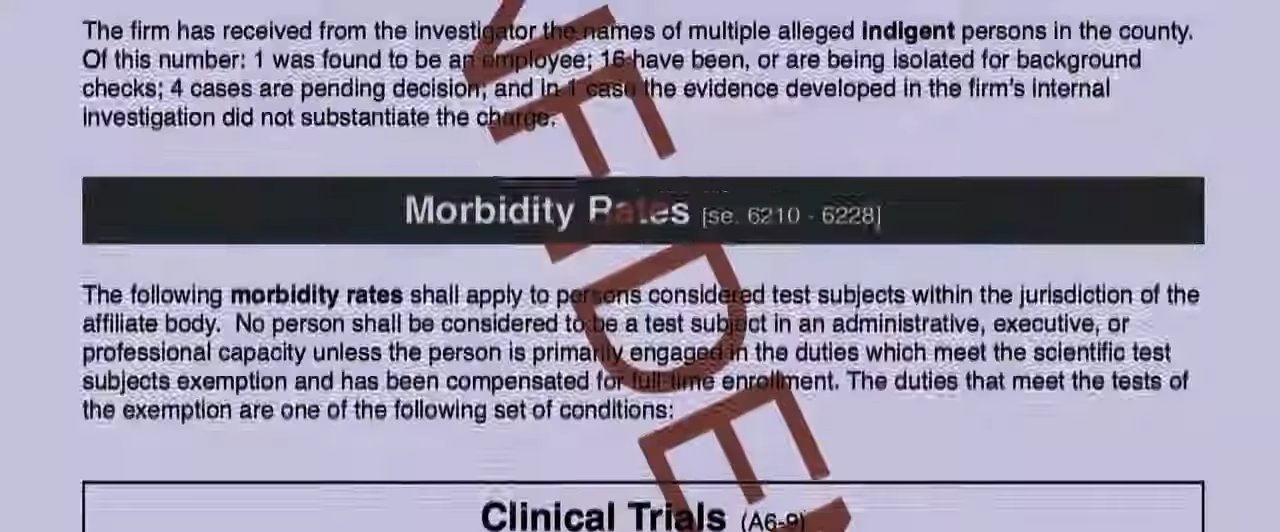 The firm has received from the investigator the names of multiple alleged indigent persons in the county.
Of this number: 1 was found to be an employee; 16 have been, or are being isolated for background
checks; 4 cases are pending decision; and in 1 case the evidence developed in the firm's internal
investigation did not substantiate the charge.
Morbidity Rates [se. 6210 - 6228]
The following morbidity rates shall apply to persons considered test subjects within the jurisdiction of the
affiliate body. No person shall be considered to be a test subject in an administrative, executive, or
professional capacity unless the person is primarily engaged in the duties which meet the scientific test
subjects exemption and has been compensated for full-time enrollment. The duties that meet the tests of
the exemption are one of the following set of conditions:
Clinical Trials (A6-9)